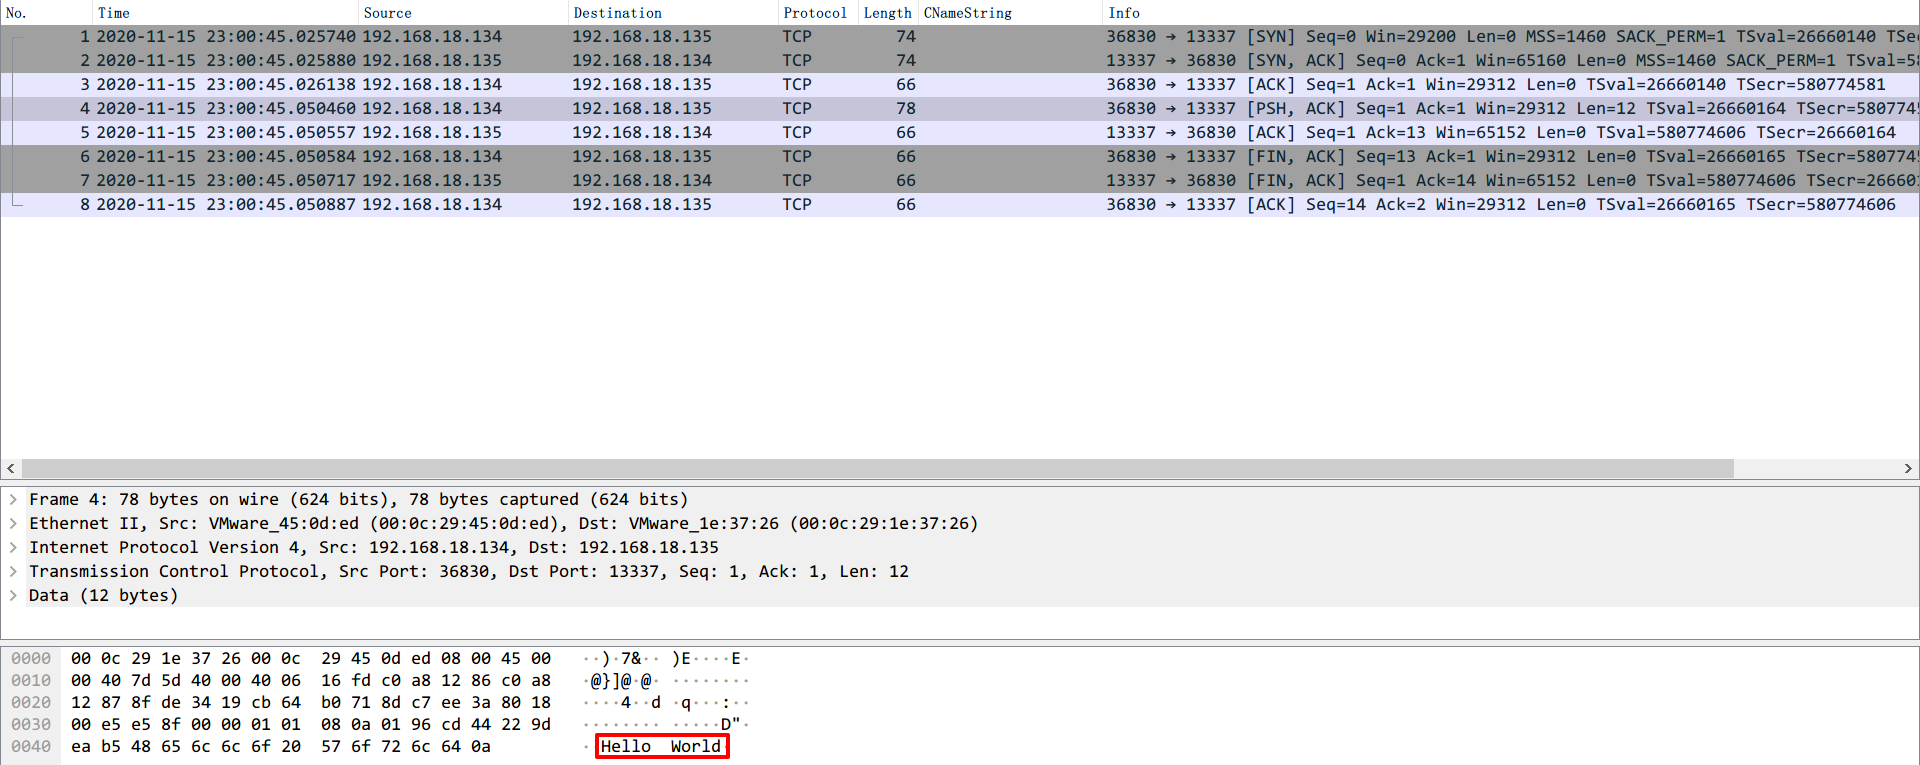 No. Time Source Destination Protocol Length CNameString Info
1 2020-11-15 23:00:45.025740 192.168.18.134 192.168.18.135 TCP 74 36830 → 13337 [SYN] Seq=0 Win=29200 Len=0 MSS=1460 SACK_PERM=1 TSval=26660140 TSe
2 2020-11-15 23:00:45.025880 192.168.18.135 192.168.18.134 TCP 74 13337 → 36830 [SYN, ACK] Seq=0 Ack=1 Win=65160 Len=0 MSS=1460 SACK_PERM=1 TSval=58
3 2020-11-15 23:00:45.026138 192.168.18.134 192.168.18.135 TCP 66 36830 → 13337 [ACK] Seq=1 Ack=1 Win=29312 Len=0 TSval=26660140 TSecr=580774581
4 2020-11-15 23:00:45.050460 192.168.18.134 192.168.18.135 TCP 78 36830 → 13337 [PSH, ACK] Seq=1 Ack=1 Win=29312 Len=12 TSval=26660164 TSecr=5807745
5 2020-11-15 23:00:45.050557 192.168.18.135 192.168.18.134 TCP 66 13337 → 36830 [ACK] Seq=1 Ack=13 Win=65152 Len=0 TSval=580774606 TSecr=26660164
6 2020-11-15 23:00:45.050584 192.168.18.134 192.168.18.135 TCP 66 36830 → 13337 [FIN, ACK] Seq=13 Ack=1 Win=29312 Len=0 TSval=26660165 TSecr=580774
7 2020-11-15 23:00:45.050717 192.168.18.135 192.168.18.134 TCP 66 13337 → 36830 [FIN, ACK] Seq=1 Ack=14 Win=65152 Len=0 TSval=580774606 TSecr=26660
8 2020-11-15 23:00:45.050887 192.168.18.134 192.168.18.135 TCP 66 36830 → 13337 [ACK] Seq=14 Ack=2 Win=29312 Len=0 TSval=26660165 TSecr=580774606
Frame 4: 78 bytes on wire (624 bits), 78 bytes captured (624 bits)
Ethernet II, Src: VMware_45:0d:ed (00:0c:29:45:0d:ed), Dst: VMware_1e:37:26 (00:0c:29:1e:37:26)
Internet Protocol Version 4, Src: 192.168.18.134, Dst: 192.168.18.135
Transmission Control Protocol, Src Port: 36830, Dst Port: 13337, Seq: 1, Ack: 1, Len: 12
Data (12 bytes)
0000 00 0c 29 1e 37 26 00 0c 29 45 0d ed 08 00 45 00 ··)·7&·· )E····E·
0010 00 40 7d 5d 40 00 40 06 16 fd c0 a8 12 86 c0 a8 ·@}]@·@· ········
0020 12 87 8f de 34 19 cb 64 b0 71 8d c7 ee 3a 80 18 ····4··d ·q···:··
0030 00 e5 e5 8f 00 00 01 01 08 0a 01 96 cd 44 22 9d ········ ·····D"·
0040 ea b5 48 65 6c 6c 6f 20 57 6f 72 6c 64 0a ·Hello World·